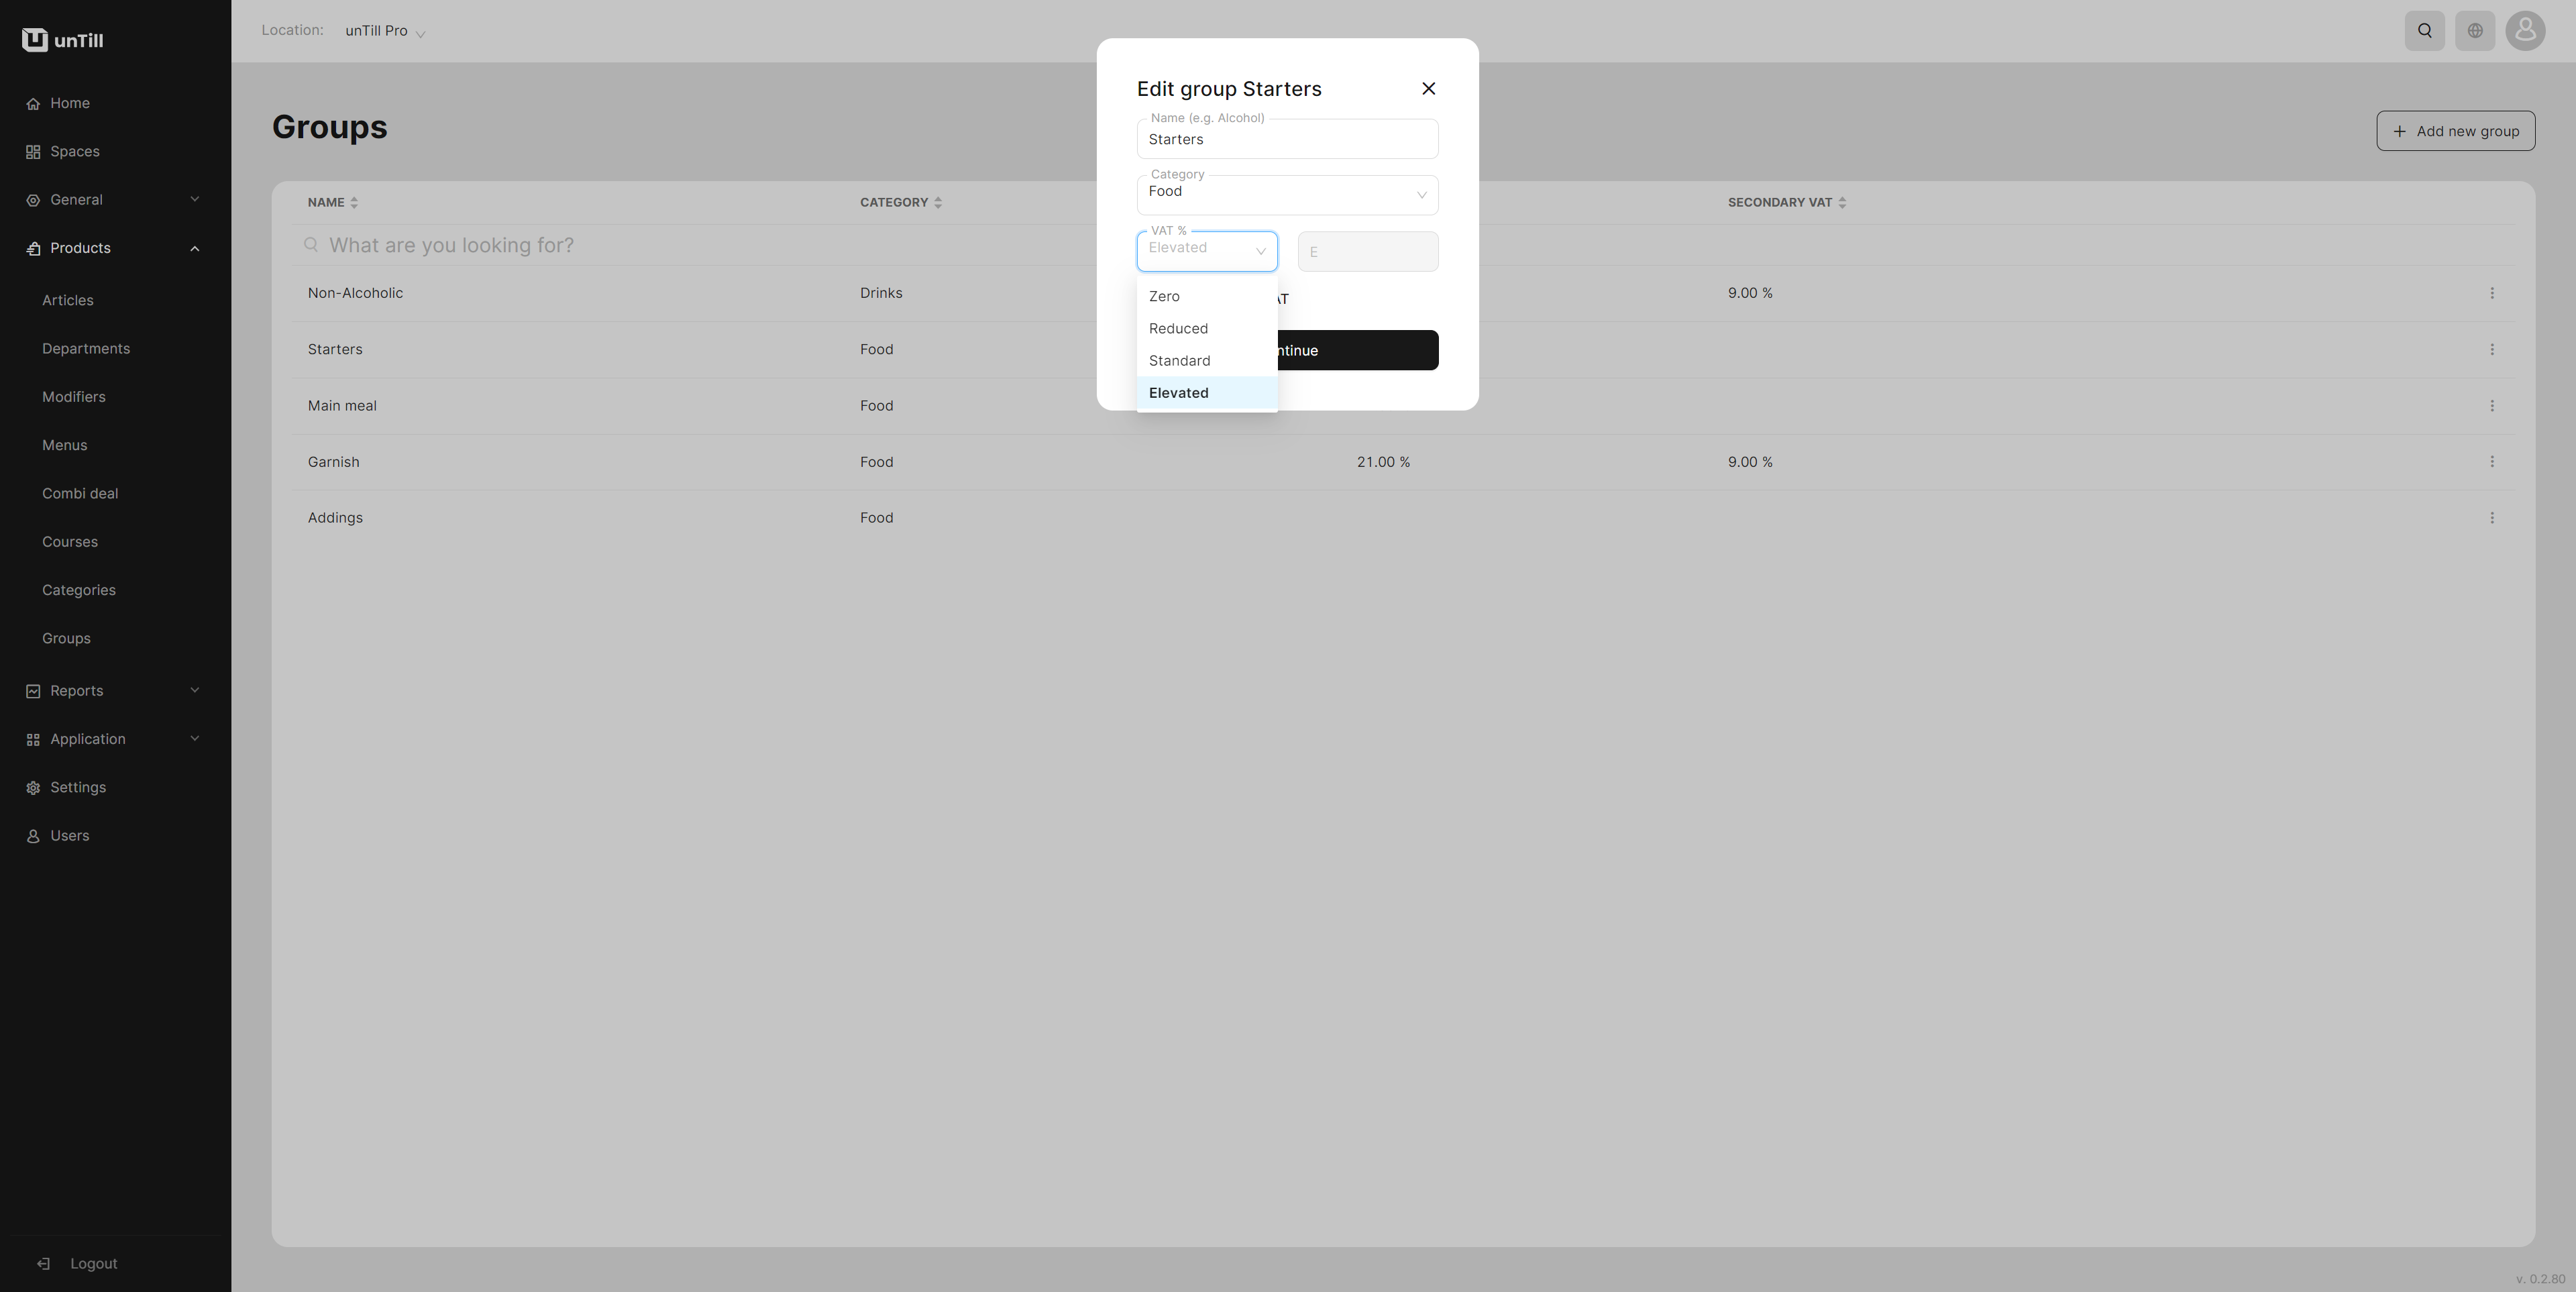 unTill
Location: unTill Pro
Home
Spaces
General
Products
Articles
Departments
Modifiers
Menus
Combi deal
Courses
Categories
Groups
Reports
Application
Settings
Users
Logout
Groups
Add new group
NAME CATEGORY SECONDARY VAT
What are you looking for?
Non-Alcoholic Drinks 9.00 %
Starters Food
Main meal Food
Garnish Food 21.00 % 9.00 %
Addings Food
Edit group Starters
Name (e.g. Alcohol)
Starters
Category
Food
VAT %
Elevated E
Zero
Reduced
Standard
Elevated
v. 0.2.80